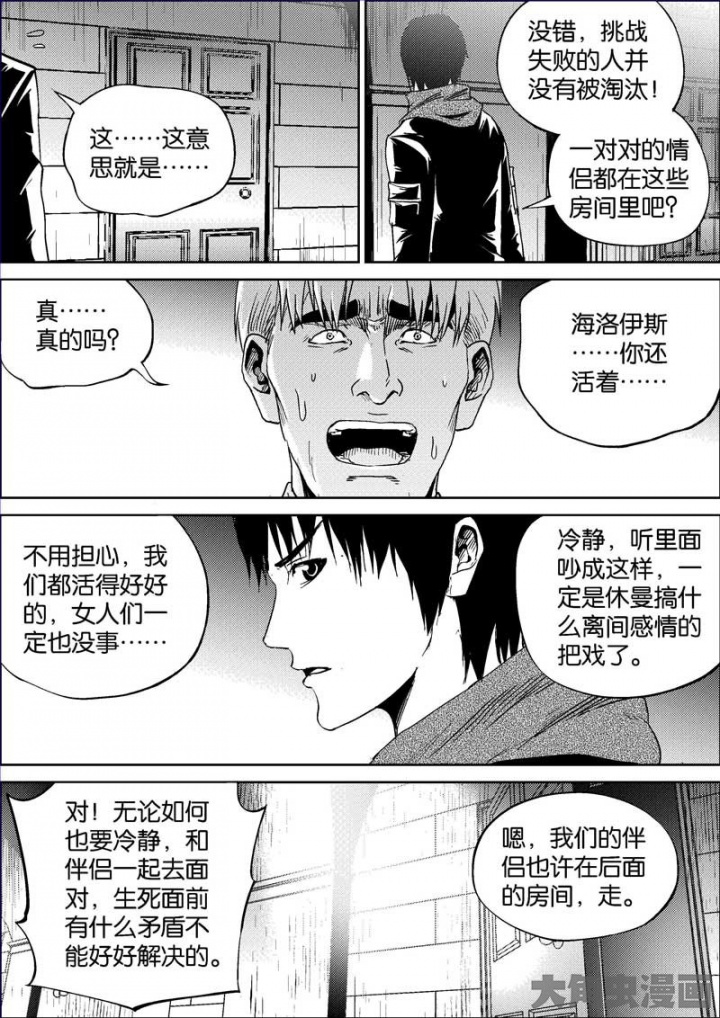 这……这意
思就是……
没错，挑战
失败的人并
没有被淘汰！
一对对的情
侣都在这些
房间里吧？
真……
真的吗？
海洛伊斯
……你还
活着……
不用担心，我
们都活得好好
的，女人们一
定也没事……
冷静，听里面
吵成这样，一
定是休曼搞什
么离间感情的
把戏了。
对！无论如何
也要冷静，和
伴侣一起去面
对，生死面前
有什么矛盾不
能好好解决的。
嗯，我们的伴
侣也许在后面
的房间，走。
大角虫漫画